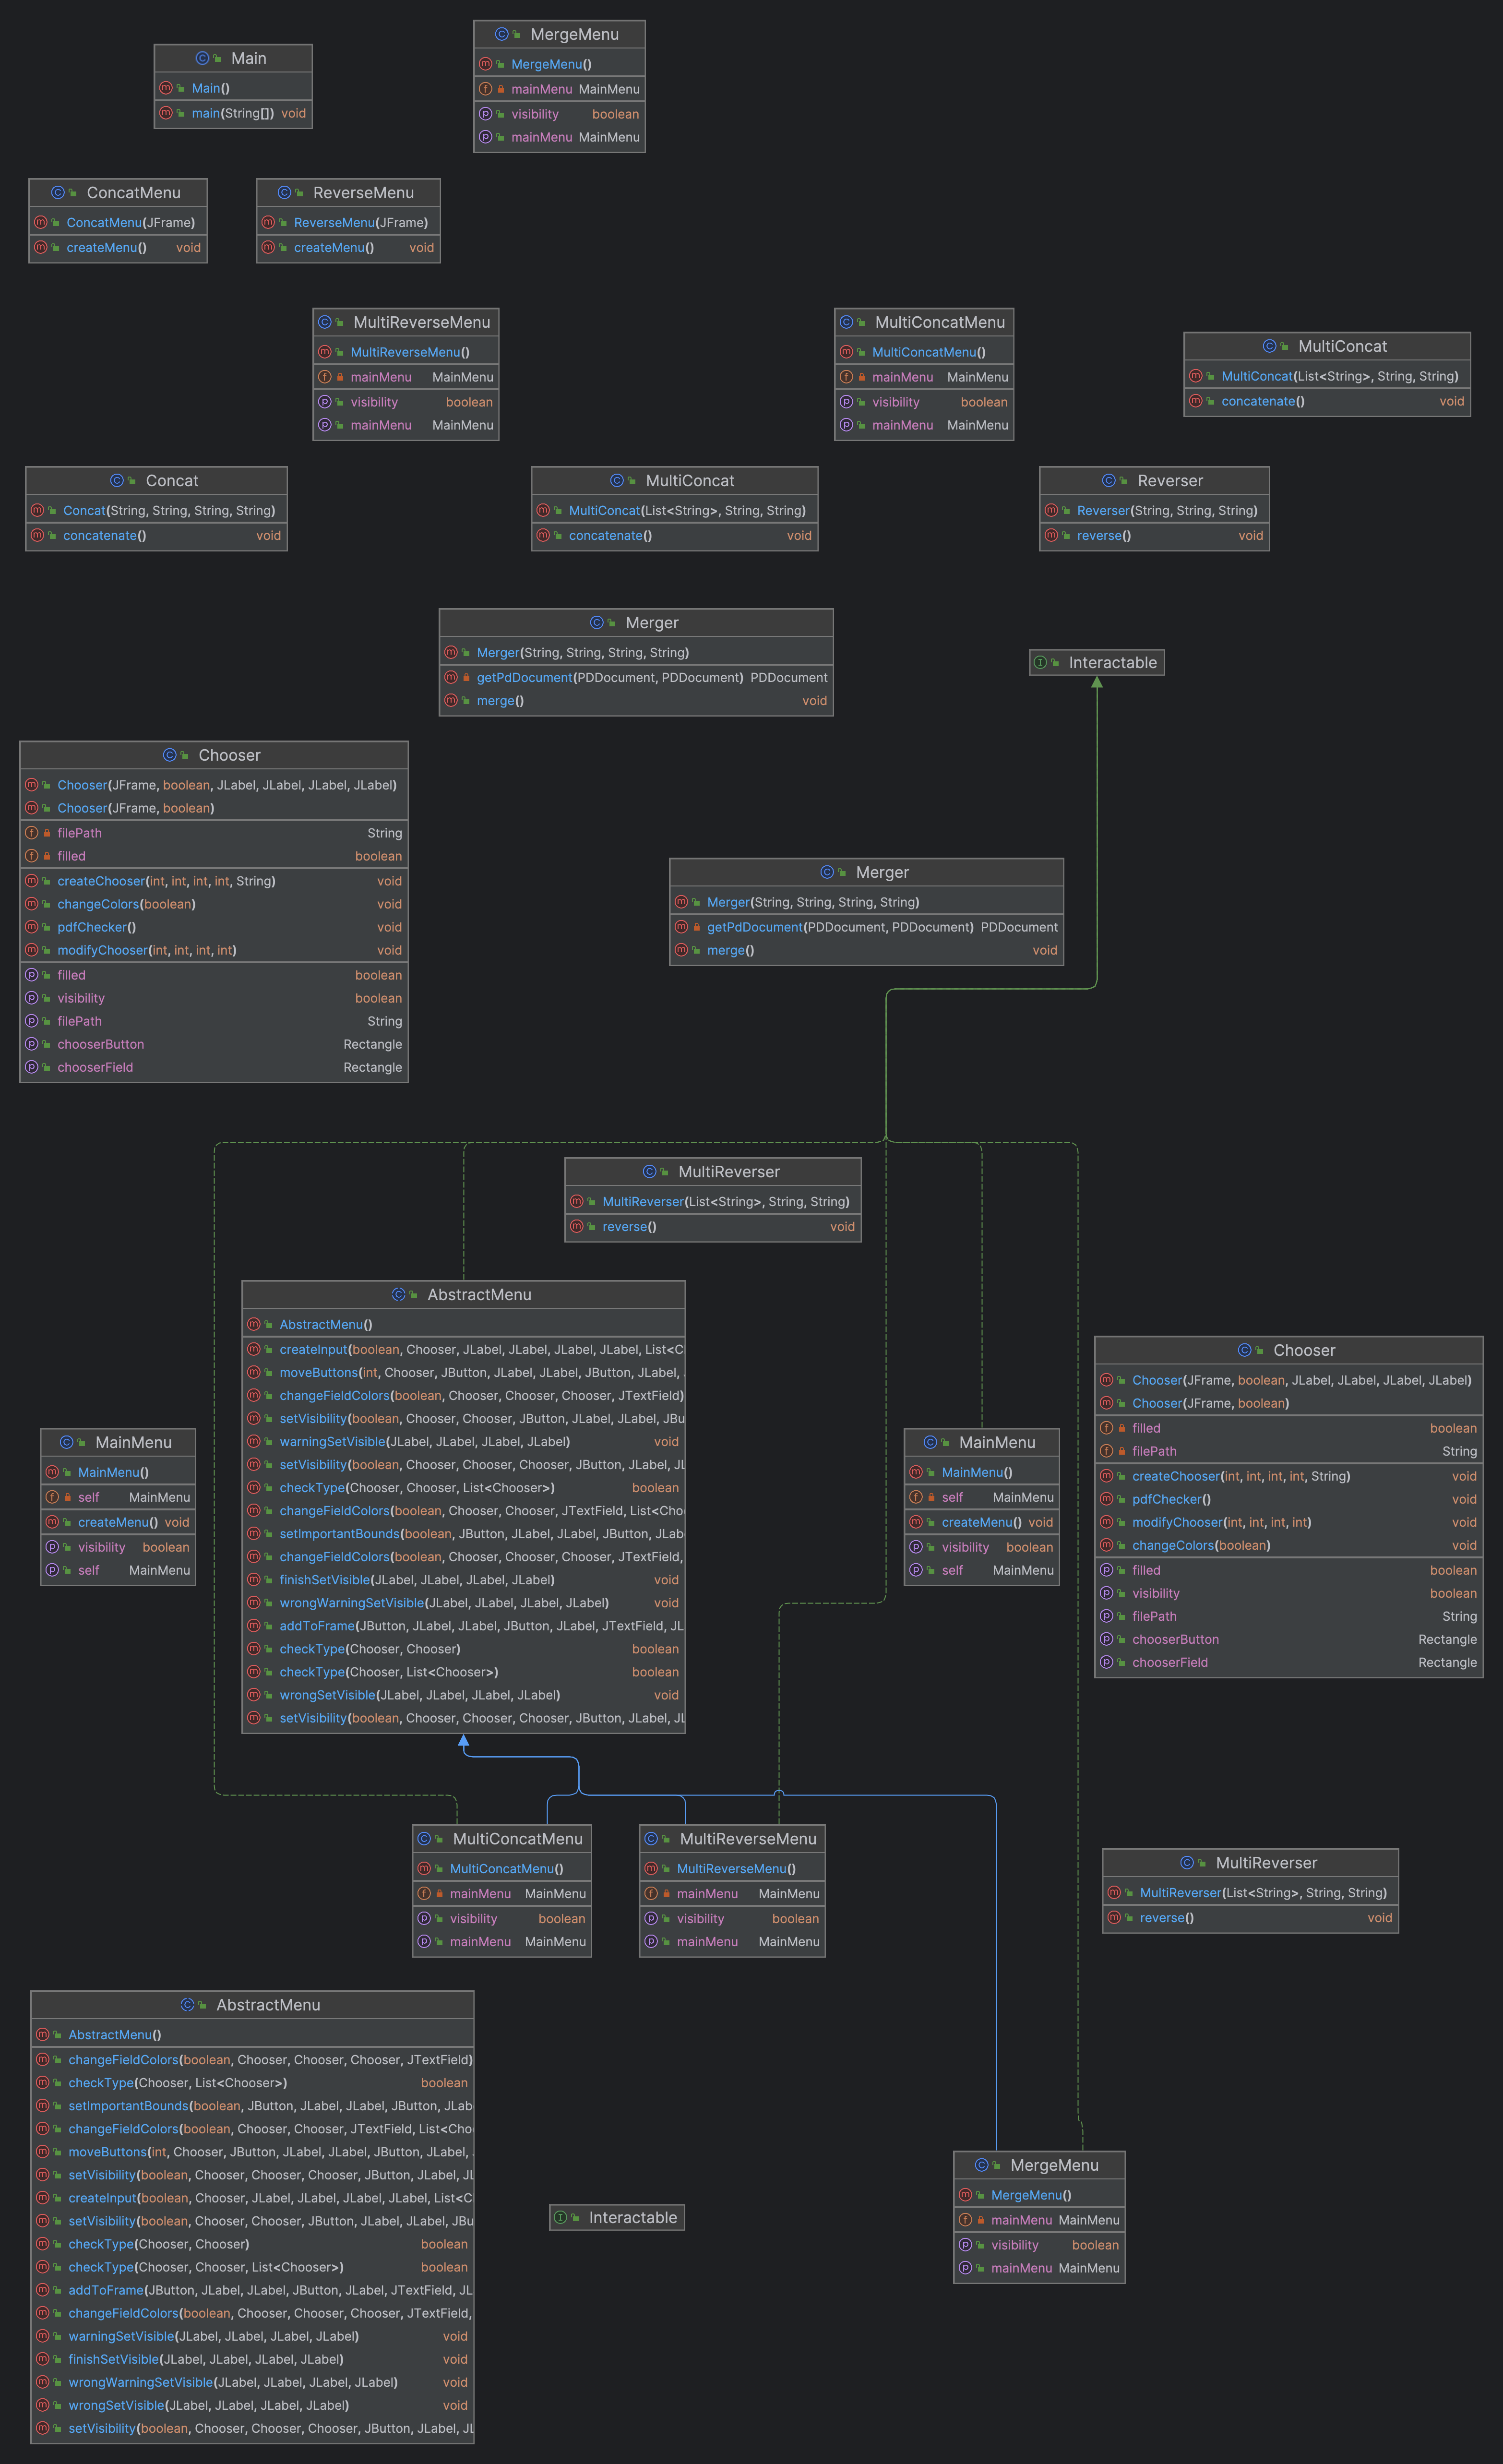 Main
Main()
main(String[]) void
MergeMenu
MergeMenu()
mainMenu MainMenu
visibility boolean
mainMenu MainMenu
ConcatMenu
ConcatMenu(JFrame)
createMenu() void
ReverseMenu
ReverseMenu(JFrame)
createMenu() void
MultiReverseMenu
MultiReverseMenu()
mainMenu MainMenu
visibility boolean
mainMenu MainMenu
MultiConcatMenu
MultiConcatMenu()
mainMenu MainMenu
visibility boolean
mainMenu MainMenu
MultiConcat
MultiConcat(List<String>, String, String)
concatenate() void
Concat
Concat(String, String, String, String)
concatenate() void
MultiConcat
MultiConcat(List<String>, String, String)
concatenate() void
Reverser
Reverser(String, String, String)
reverse() void
Merger
Merger(String, String, String, String)
getPdDocument(PDDocument, PDDocument) PDDocument
merge() void
Interactable
Chooser
Chooser(JFrame, boolean, JLabel, JLabel, JLabel, JLabel)
Chooser(JFrame, boolean)
filePath String
filled boolean
createChooser(int, int, int, int, String) void
changeColors(boolean) void
pdfChecker() void
modifyChooser(int, int, int, int) void
filled boolean
visibility boolean
filePath String
chooserButton Rectangle
chooserField Rectangle
Merger
Merger(String, String, String, String)
getPdDocument(PDDocument, PDDocument) PDDocument
merge() void
MultiReverser
MultiReverser(List<String>, String, String)
reverse() void
AbstractMenu
AbstractMenu()
createInput(boolean, Chooser, JLabel, JLabel, JLabel, JLabel, List<C
moveButtons(int, Chooser, JButton, JLabel, JLabel, JButton, JLabel,
changeFieldColors(boolean, Chooser, Chooser, Chooser, JTextField)
setVisibility(boolean, Chooser, Chooser, JButton, JLabel, JLabel, JBu
warningSetVisible(JLabel, JLabel, JLabel, JLabel) void
setVisibility(boolean, Chooser, Chooser, Chooser, JButton, JLabel, JL
checkType(Chooser, Chooser, List<Chooser>) boolean
changeFieldColors(boolean, Chooser, Chooser, JTextField, List<Cho
setImportantBounds(boolean, JButton, JLabel, JLabel, JButton, JLab
changeFieldColors(boolean, Chooser, Chooser, Chooser, JTextField,
finishSetVisible(JLabel, JLabel, JLabel, JLabel) void
wrongWarningSetVisible(JLabel, JLabel, JLabel, JLabel) void
addToFrame(JButton, JLabel, JLabel, JButton, JLabel, JTextField, JL
checkType(Chooser, Chooser) boolean
checkType(Chooser, List<Chooser>) boolean
wrongSetVisible(JLabel, JLabel, JLabel, JLabel) void
setVisibility(boolean, Chooser, Chooser, Chooser, JButton, JLabel, JL
MainMenu
MainMenu()
self MainMenu
createMenu() void
visibility boolean
self MainMenu
MainMenu
MainMenu()
self MainMenu
createMenu() void
visibility boolean
self MainMenu
Chooser
Chooser(JFrame, boolean, JLabel, JLabel, JLabel, JLabel)
Chooser(JFrame, boolean)
filled boolean
filePath String
createChooser(int, int, int, int, String) void
pdfChecker() void
modifyChooser(int, int, int, int) void
changeColors(boolean) void
filled boolean
visibility boolean
filePath String
chooserButton Rectangle
chooserField Rectangle
MultiConcatMenu
MultiConcatMenu()
mainMenu MainMenu
visibility boolean
mainMenu MainMenu
MultiReverseMenu
MultiReverseMenu()
mainMenu MainMenu
visibility boolean
mainMenu MainMenu
MultiReverser
MultiReverser(List<String>, String, String)
reverse() void
AbstractMenu
AbstractMenu()
changeFieldColors(boolean, Chooser, Chooser, Chooser, JTextField)
checkType(Chooser, List<Chooser>) boolean
setImportantBounds(boolean, JButton, JLabel, JLabel, JButton, JLab
changeFieldColors(boolean, Chooser, Chooser, JTextField, List<Cho
moveButtons(int, Chooser, JButton, JLabel, JLabel, JButton, JLabel,
setVisibility(boolean, Chooser, Chooser, Chooser, JButton, JLabel, JL
createInput(boolean, Chooser, JLabel, JLabel, JLabel, JLabel, List<C
setVisibility(boolean, Chooser, Chooser, JButton, JLabel, JLabel, JBu
checkType(Chooser, Chooser) boolean
checkType(Chooser, Chooser, List<Chooser>) boolean
addToFrame(JButton, JLabel, JLabel, JButton, JLabel, JTextField, JL
changeFieldColors(boolean, Chooser, Chooser, Chooser, JTextField,
warningSetVisible(JLabel, JLabel, JLabel, JLabel) void
finishSetVisible(JLabel, JLabel, JLabel, JLabel) void
wrongWarningSetVisible(JLabel, JLabel, JLabel, JLabel) void
wrongSetVisible(JLabel, JLabel, JLabel, JLabel) void
setVisibility(boolean, Chooser, Chooser, Chooser, JButton, JLabel, JL
Interactable
MergeMenu
MergeMenu()
mainMenu MainMenu
visibility boolean
mainMenu MainMenu